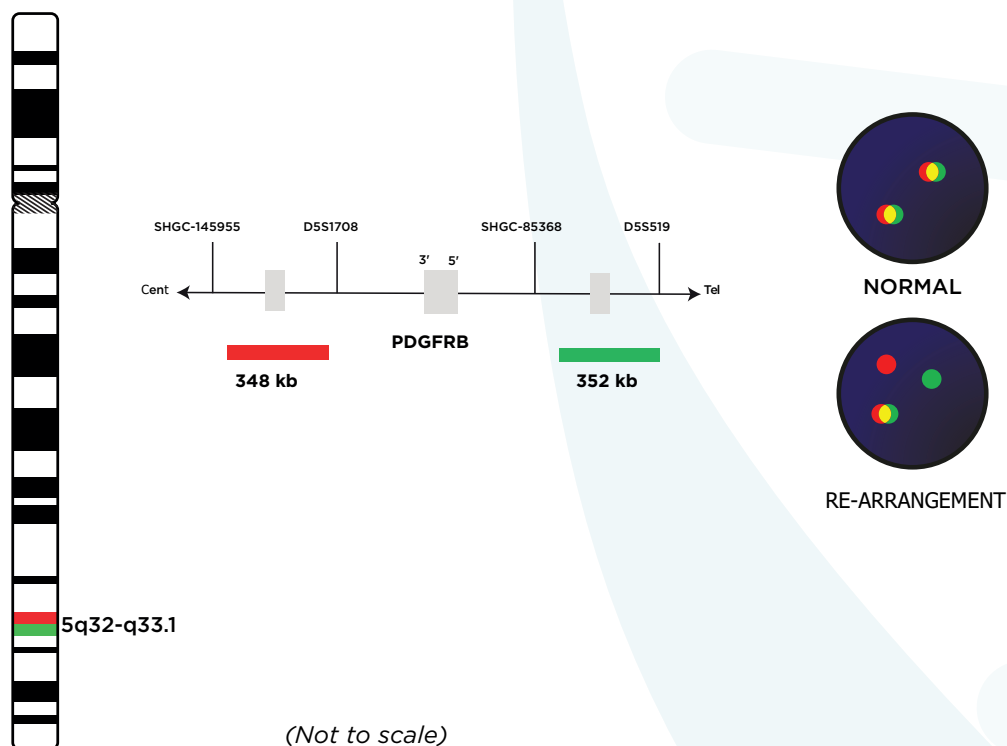 SHGC-145955 D5S1708 SHGC-85368 D5S519
3' 5'
Cent Tel
PDGFRB
348 kb 352 kb
NORMAL
RE-ARRANGEMENT
5q32-q33.1
(Not to scale)